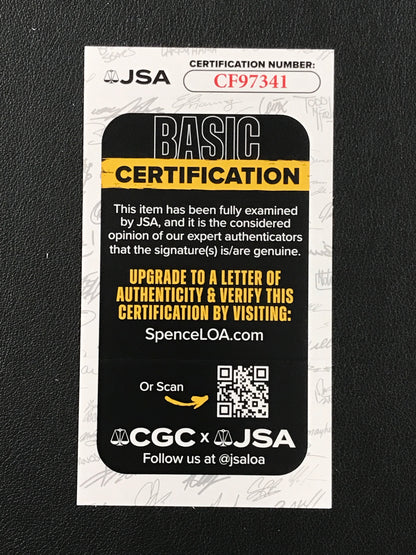 JSA
CERTIFICATION NUMBER:
CF97341
BASIC
CERTIFICATION
This item has been fully examined
by JSA, and it is the considered
opinion of our expert authenticators
that the signature(s) is/are genuine.
UPGRADE TO A LETTER OF
AUTHENTICITY & VERIFY THIS
CERTIFICATION BY VISITING:
SpenceLOA.com
Or Scan
CGC x JSA
Follow us at @jsaloa